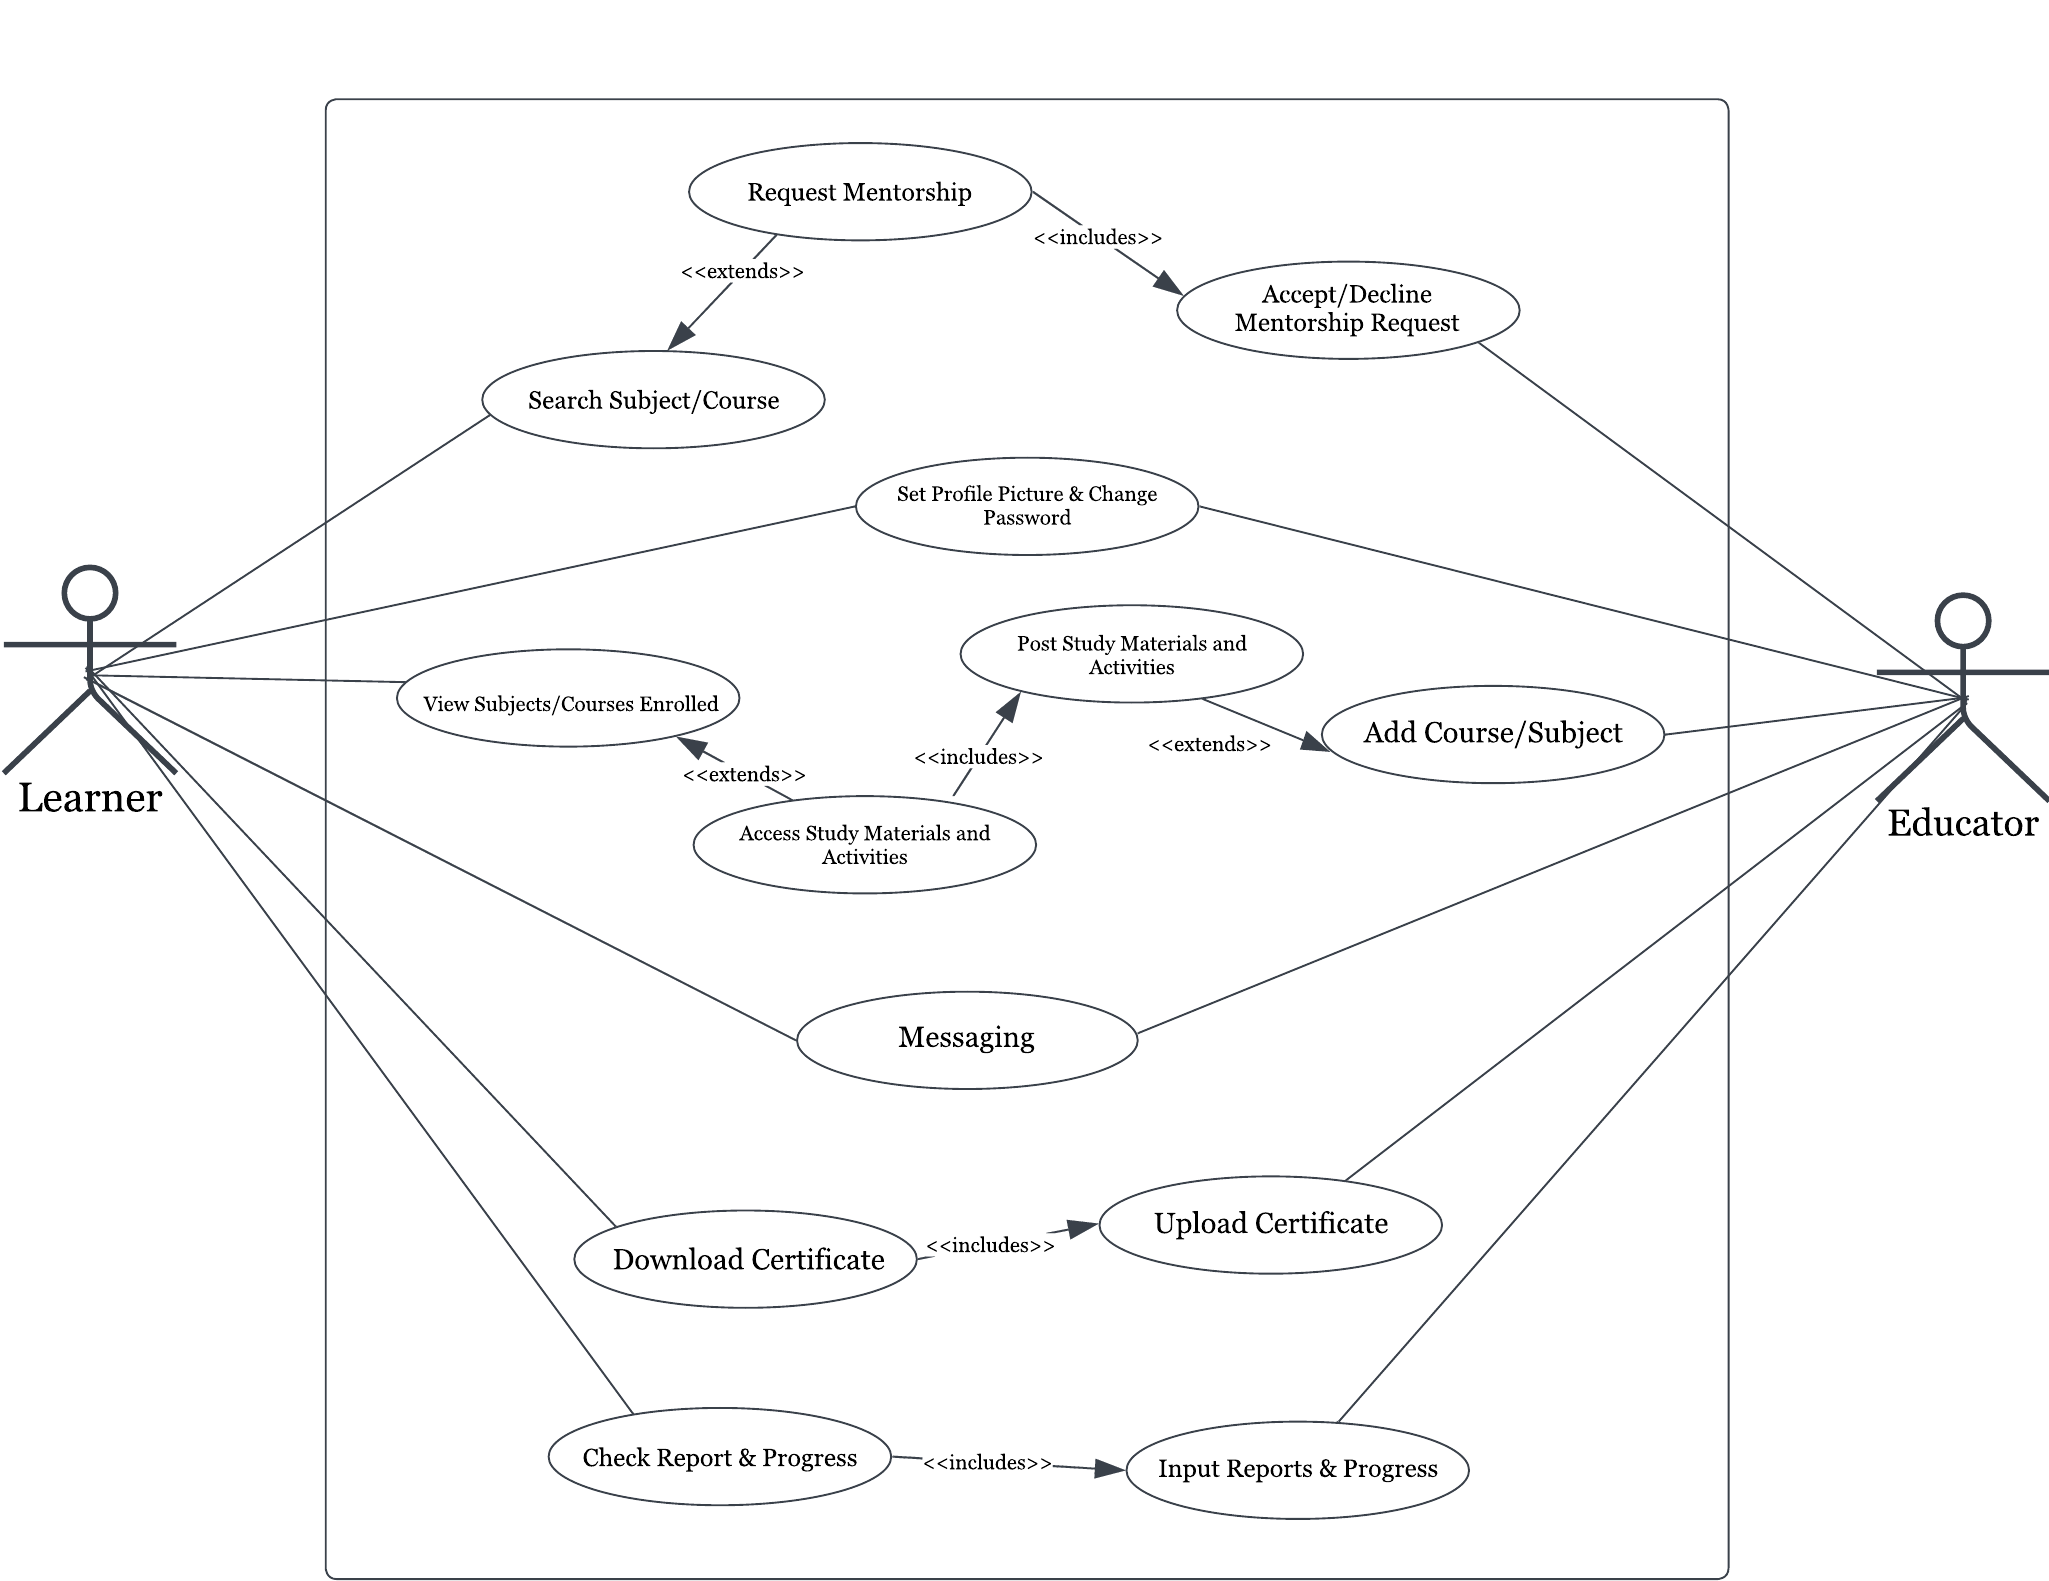 Request Mentorship
<<includes>>
<<extends>>
Accept/Decline
Mentorship Request
Search Subject/Course
Set Profile Picture & Change
Password
Post Study Materials and
Activities
View Subjects/Courses Enrolled
Add Course/Subject
<<extends>>
<<includes>>
<<extends>>
Learner
Educator
Access Study Materials and
Activities
Messaging
Upload Certificate
<<includes>>
Download Certificate
Check Report & Progress
<<includes>>
Input Reports & Progress